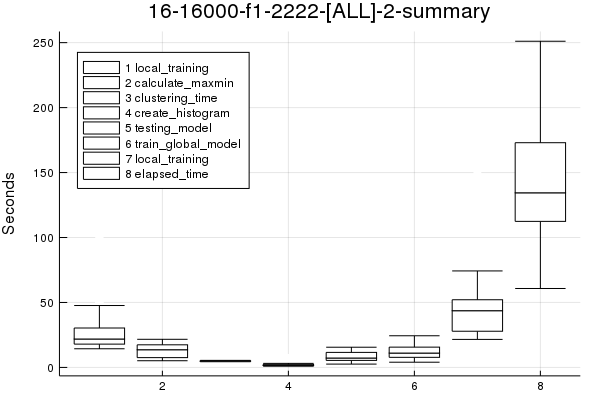 16-16000-f1-2222-[ALL]-2-summary
250
200
150
100
50
0
Seconds
1 local_training
2 calculate_maxmin
3 clustering_time
4 create_histogram
5 testing_model
6 train_global_model
7 local_training
8 elapsed_time
2 4 6 8